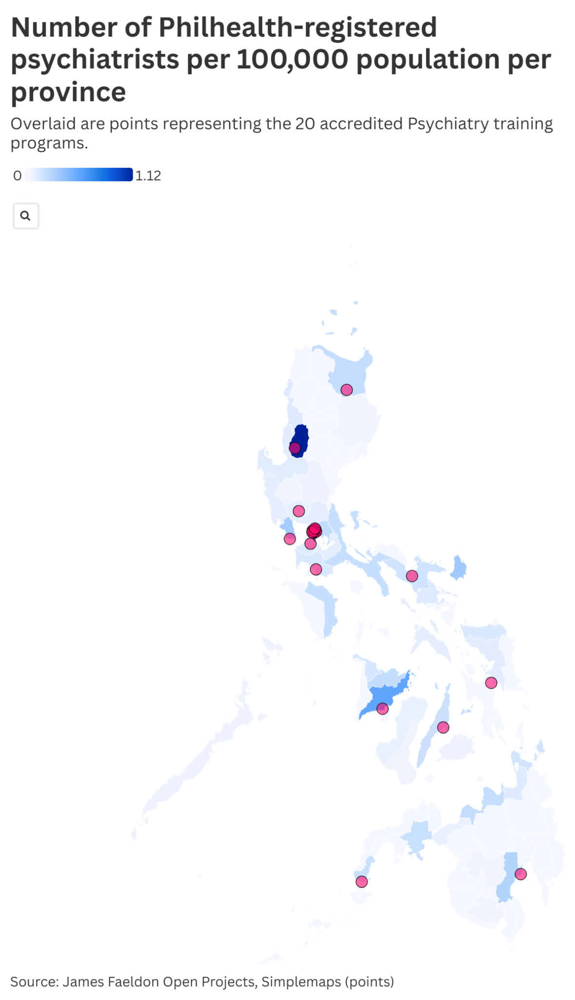 Number of Philhealth-registered
psychiatrists per 100,000 population per
province
Overlaid are points representing the 20 accredited Psychiatry training
programs.
0 1.12
Source: James Faeldon Open Projects, Simplemaps (points)